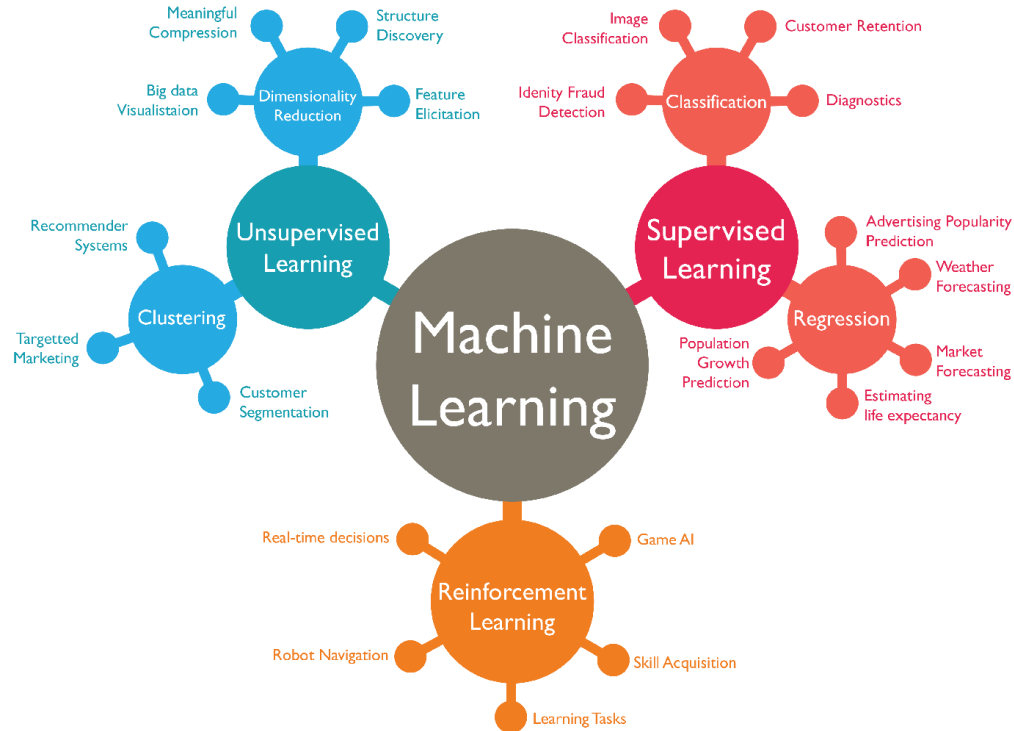 Meaningful
Compression
Structure
Discovery
Big data
Visualistaion
Dimensionality
Reduction
Feature
Elicitation
Image
Classification
Customer Retention
Idenity Fraud
Detection
Classification
Diagnostics
Unsupervised
Learning
Supervised
Learning
Recommender
Systems
Clustering
Targetted
Marketing
Customer
Segmentation
Machine
Learning
Advertising Popularity
Prediction
Weather
Forecasting
Regression
Population
Growth
Prediction
Market
Forecasting
Estimating
life expectancy
Real-time decisions
Game AI
Reinforcement
Learning
Robot Navigation
Skill Acquisition
Learning Tasks